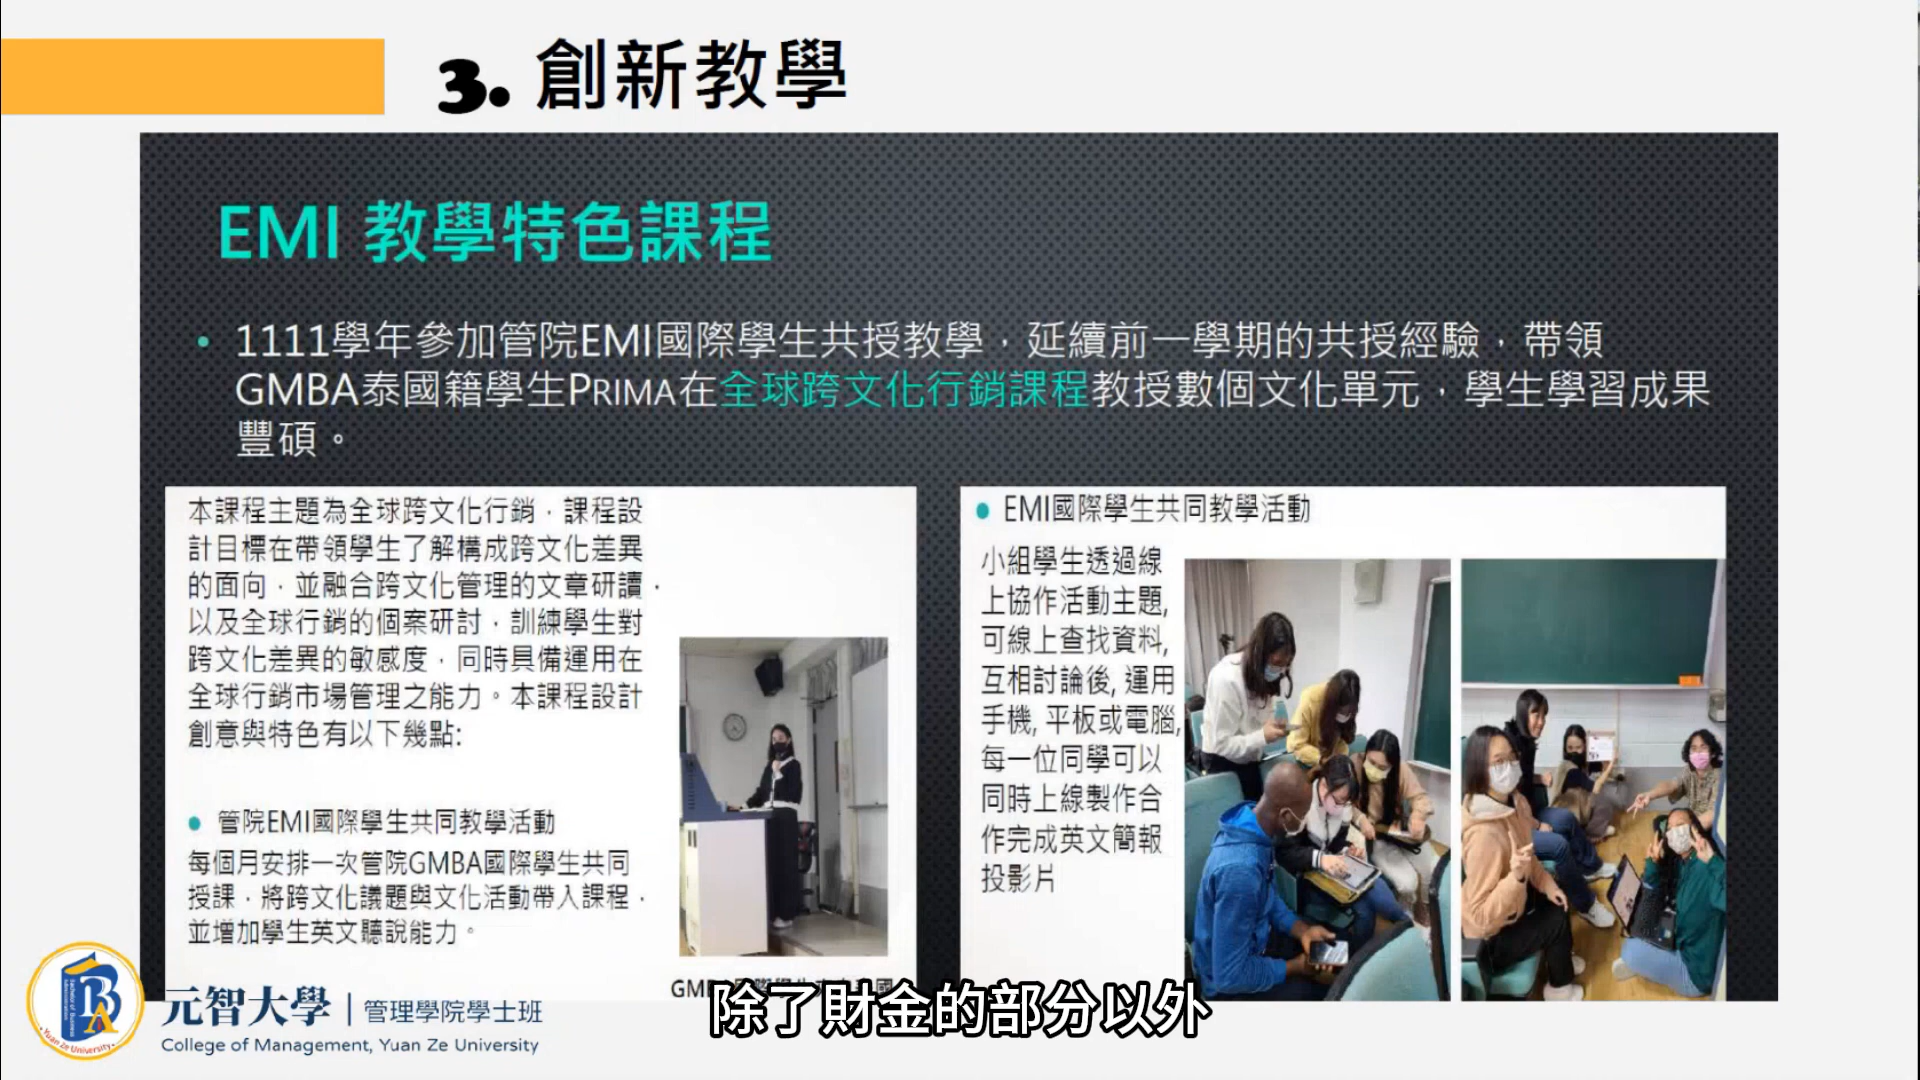 3. 創新教學
EMI 教學特色課程
• 1111學年參加管院EMI國際學生共授教學，延續前一學期的共授經驗，帶領
GMBA泰國籍學生PRIMA在全球跨文化行銷課程教授數個文化單元，學生學習成果
豐碩。
本課程主題為全球跨文化行銷，課程設
計目標在帶領學生了解構成跨文化差異
的面向，並融合跨文化管理的文章研讀，
以及全球行銷的個案研討，訓練學生對
跨文化差異的敏感度，同時具備運用在
全球行銷市場管理之能力。本課程設計
創意與特色有以下幾點:
● 管院EMI國際學生共同教學活動
每個月安排一次管院GMBA國際學生共同
授課，將跨文化議題與文化活動帶入課程，
並增加學生英文聽說能力。
● EMI國際學生共同教學活動
小組學生透過線
上協作活動主題,
可線上查找資料,
互相討論後, 運用
手機, 平板或電腦,
每一位同學可以
同時上線製作合
作完成英文簡報
投影片
除了財金的部分以外
BA
Bachelor of Business Administration
Yuan Ze University
元智大學｜管理學院學士班
College of Management, Yuan Ze University